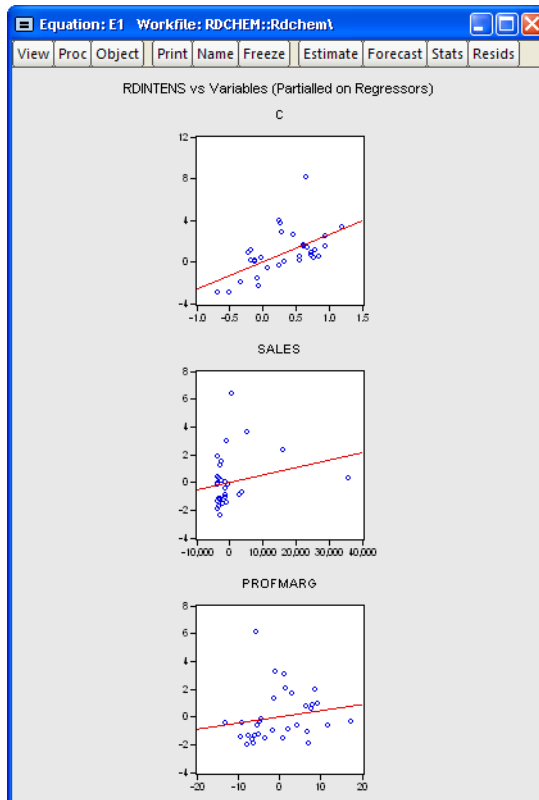 Equation: E1 Workfile: RDCHEM::Rdchem\
View Proc Object Print Name Freeze Estimate Forecast Stats Resids
RDINTENS vs Variables (Partialled on Regressors)
C
12
8
4
0
-4
-1.0 -0.5 0.0 0.5 1.0 1.5
SALES
8
6
4
2
0
-2
-4
-10,000 0 10,000 20,000 30,000 40,000
PROFMARG
8
6
4
2
0
-2
-4
-20 -10 0 10 20